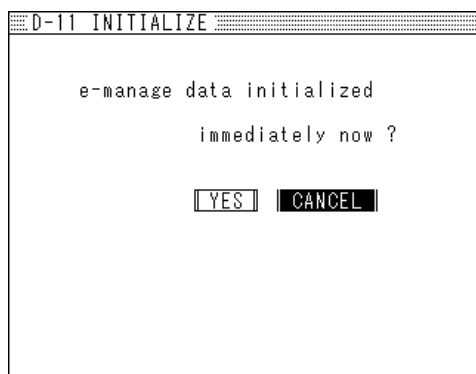 D-11 INITIALIZE
e-manage data initialized
immediately now ?
YES CANCEL